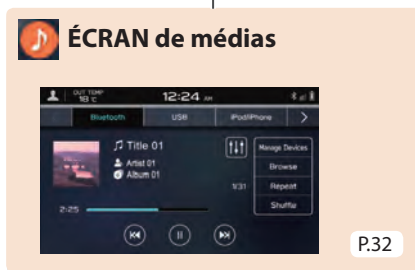 ÉCRAN de médias
OUT TEMP
18 c
12:24 AM
Bluetooth
USB
iPod/iPhone
Title 01
Artist 01
Album 01
Manage Devices
Browse
Repeat
Shuffle
1/31
2:25
P.32